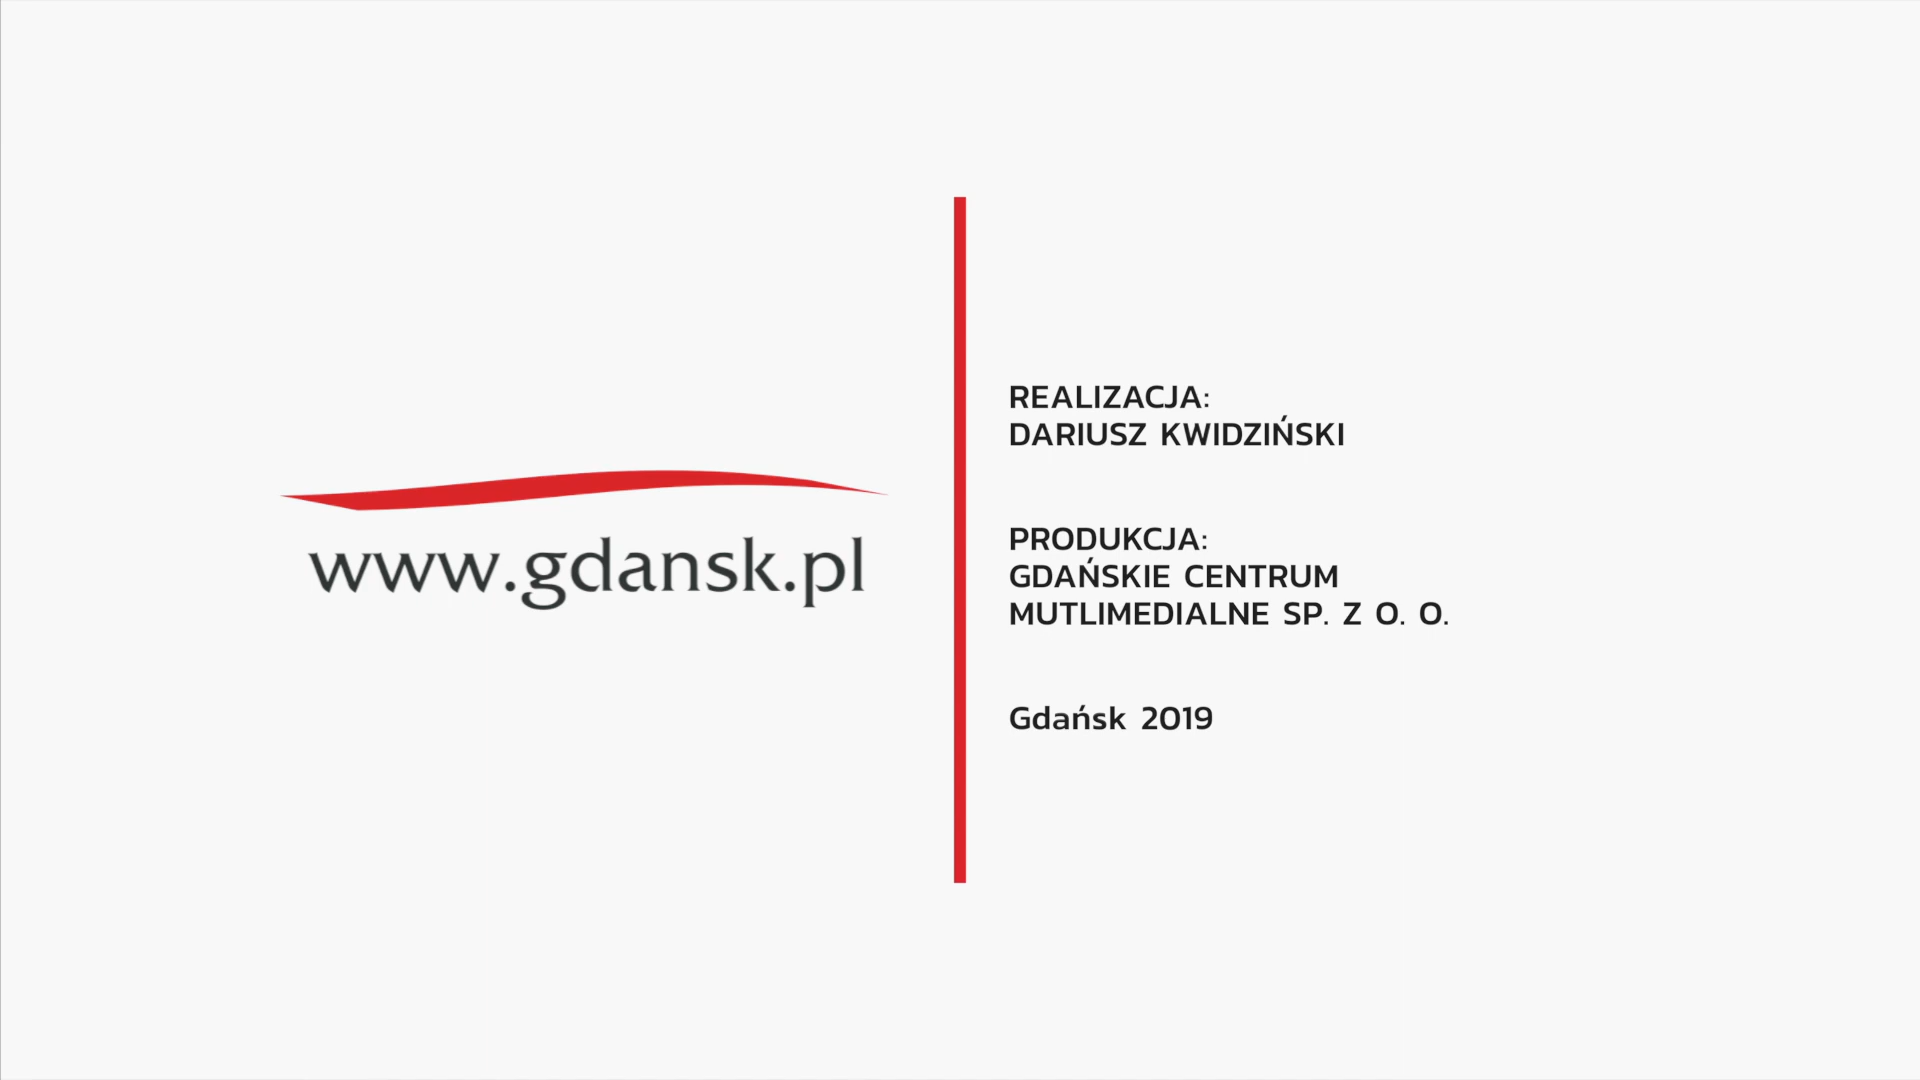 www.gdansk.pl
REALIZACJA:
DARIUSZ KWIDZIŃSKI
PRODUKCJA:
GDAŃSKIE CENTRUM
MUTLIMEDIALNE SP. Z O. O.
Gdańsk 2019